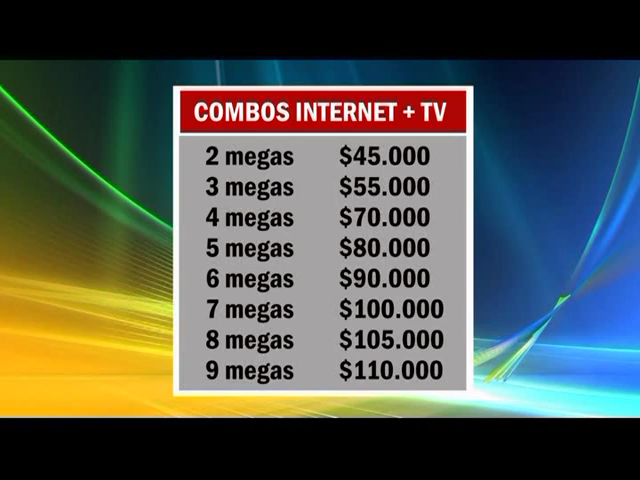 COMBOS INTERNET + TV
2 megas $45.000
3 megas $55.000
4 megas $70.000
5 megas $80.000
6 megas $90.000
7 megas $100.000
8 megas $105.000
9 megas $110.000